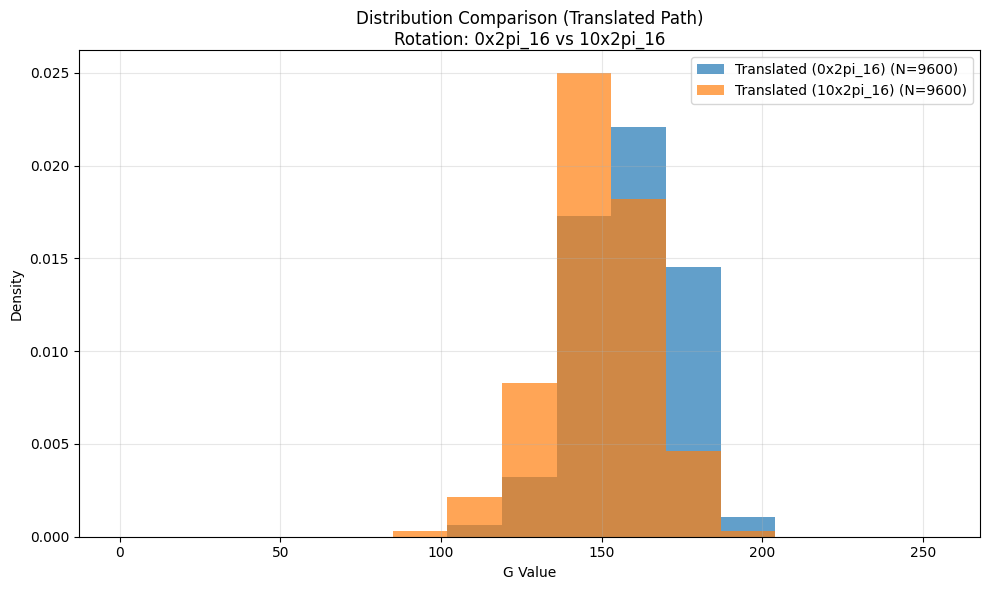 Distribution Comparison (Translated Path)
Rotation: 0x2pi_16 vs 10x2pi_16
Translated (0x2pi_16) (N=9600)
Translated (10x2pi_16) (N=9600)
Density
0.025
0.020
0.015
0.010
0.005
0.000
0 50 100 150 200 250
G Value